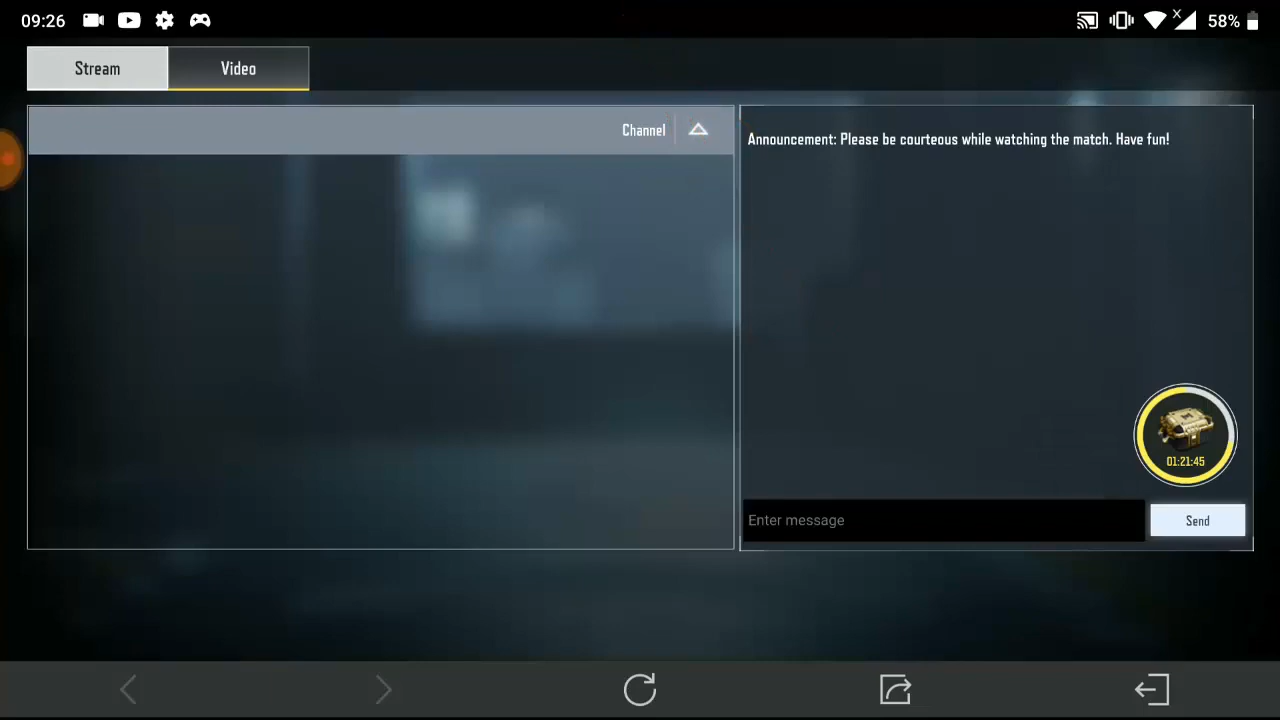 09:26
58%
Stream
Video
Channel
Announcement: Please be courteous while watching the match. Have fun!
01:21:45
Enter message
Send